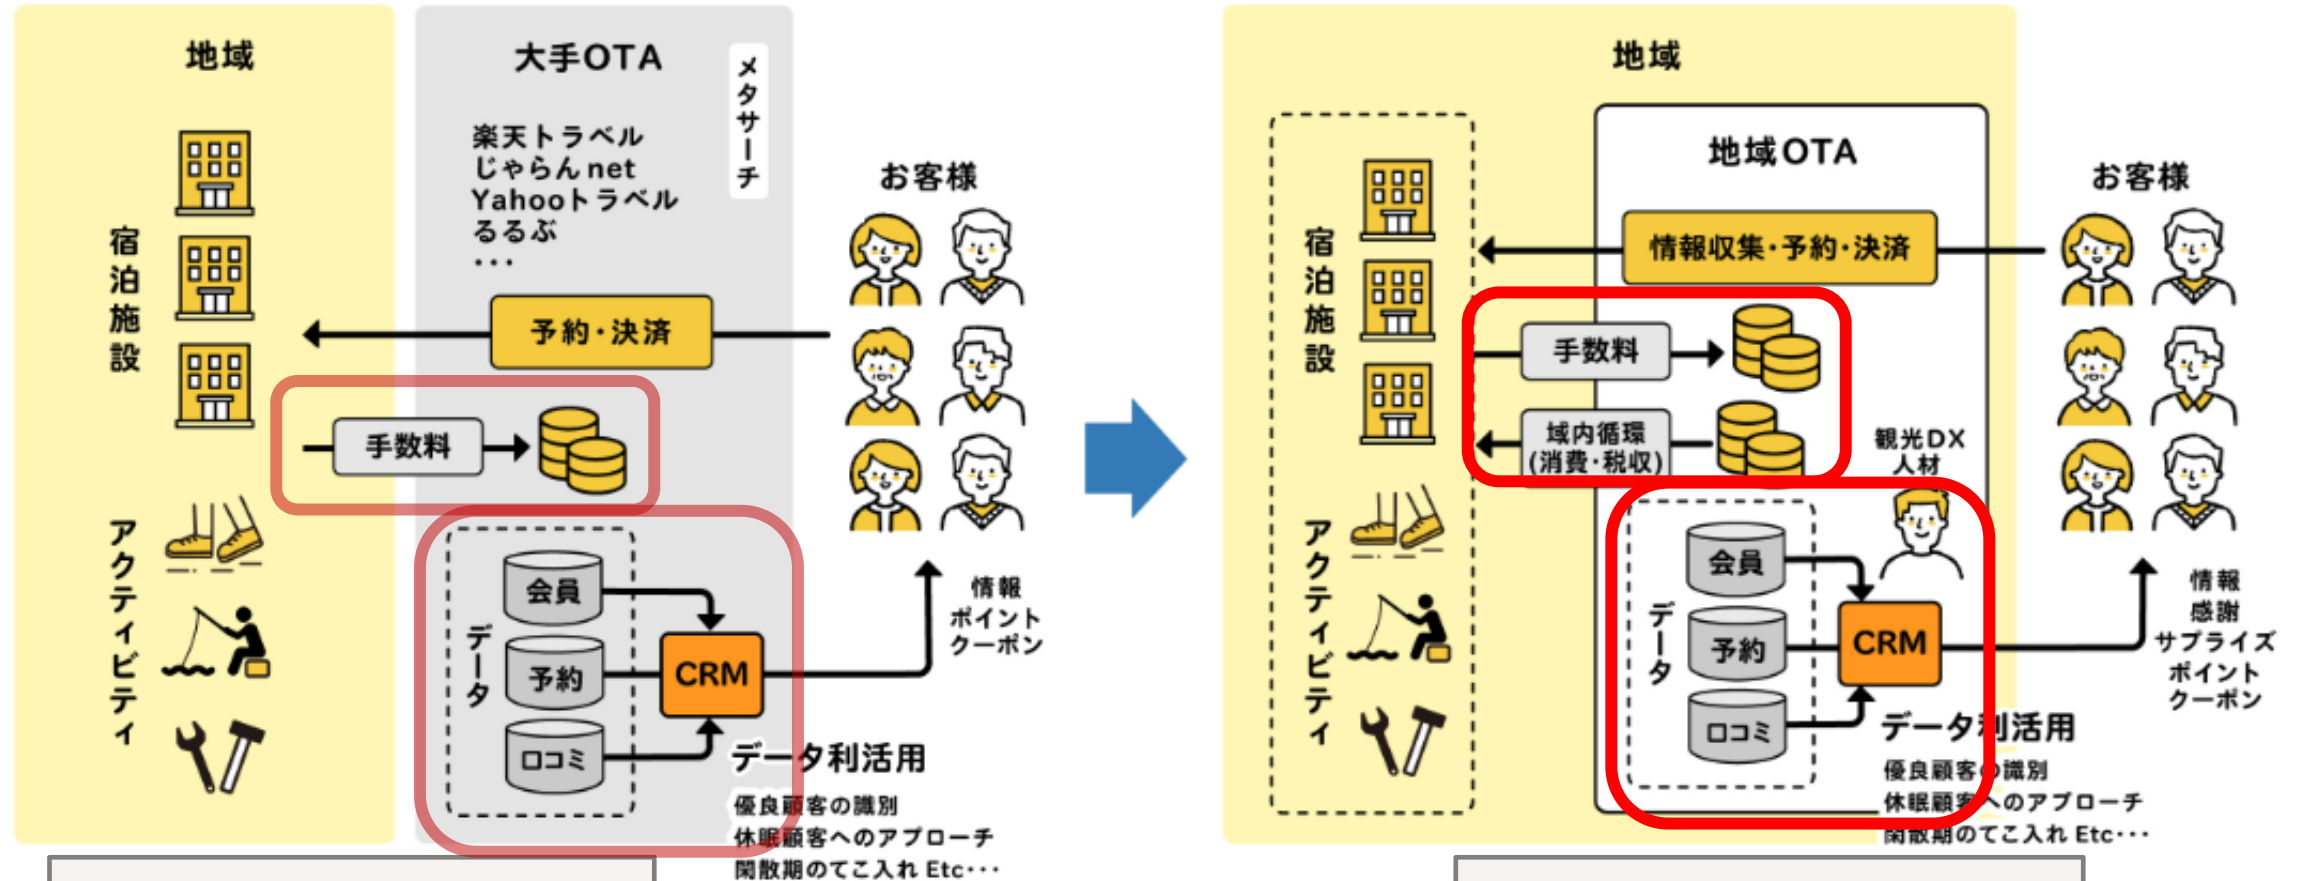 地域
大手OTA
メタサーチ
楽天トラベル
じゃらんnet
Yahooトラベル
るるぶ
・・・
お客様
宿泊施設
予約・決済
手数料
アクティビティ
データ
会員
予約
口コミ
CRM
情報
ポイント
クーポン
データ利活用
優良顧客の識別
休眠顧客へのアプローチ
閑散期のてこ入れ Etc・・・
地域
地域OTA
お客様
宿泊施設
情報収集・予約・決済
手数料
域内循環
(消費・税収)
観光DX
人材
アクティビティ
データ
会員
予約
口コミ
CRM
情報
感謝
サプライズ
ポイント
クーポン
データ利活用
優良顧客の識別
休眠顧客へのアプローチ
閑散期のてこ入れ Etc・・・